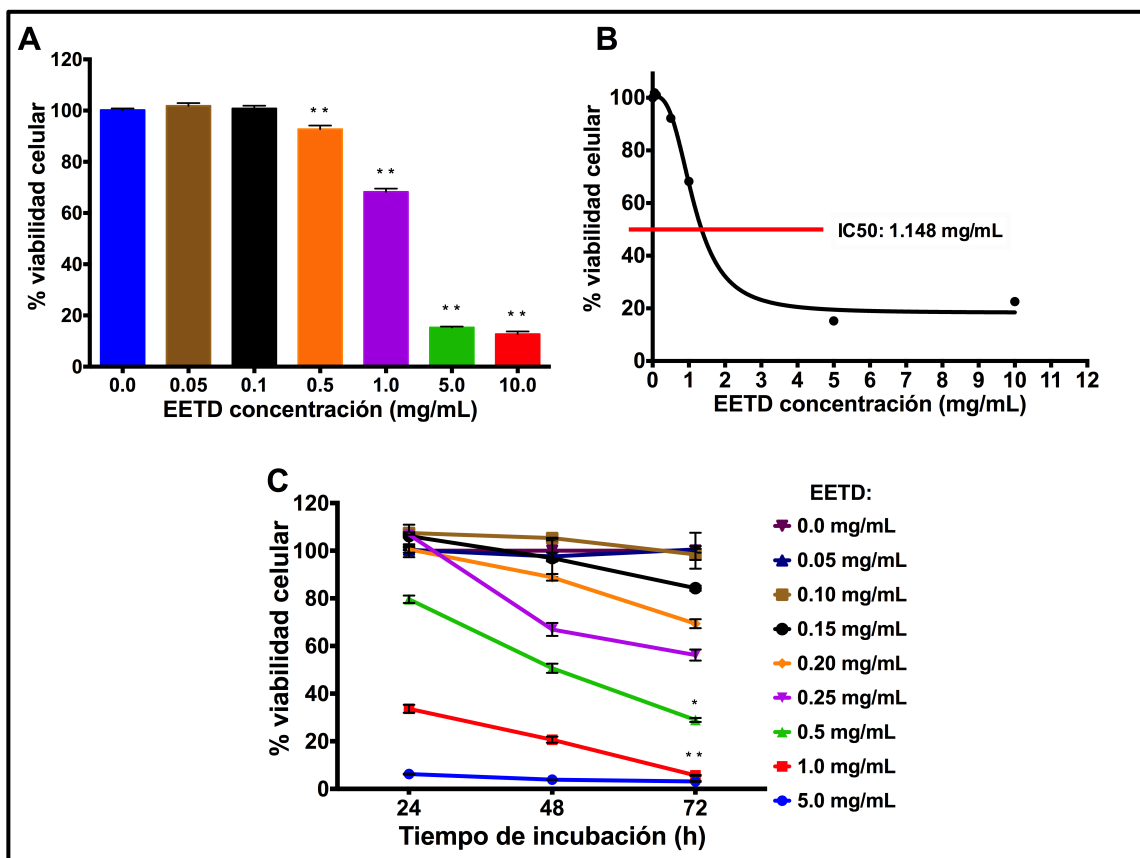 A
120
100
80
60
40
20
0
% viabilidad celular
* *
* *
* *
* *
0.0 0.05 0.1 0.5 1.0 5.0 10.0
EETD concentración (mg/mL)
B
100
80
60
40
20
0
% viabilidad celular
IC50: 1.148 mg/mL
0 1 2 3 4 5 6 7 8 9 10 11 12
EETD concentración (mg/mL)
C
120
100
80
60
40
20
0
% viabilidad celular
*
* *
24 48 72
Tiempo de incubación (h)
EETD:
0.0 mg/mL
0.05 mg/mL
0.10 mg/mL
0.15 mg/mL
0.20 mg/mL
0.25 mg/mL
0.5 mg/mL
1.0 mg/mL
5.0 mg/mL